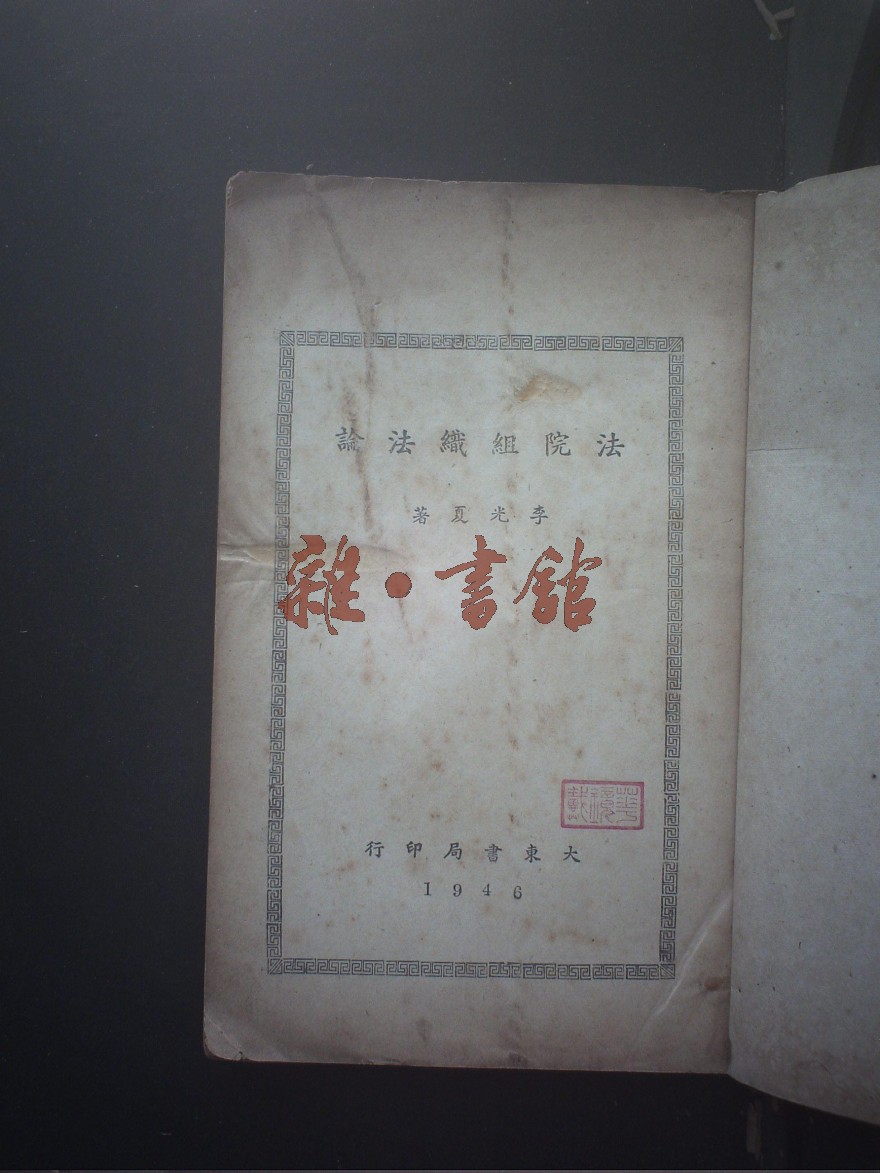 法院組織法論
李光夏著
雜·書館
大東書局印行
1946